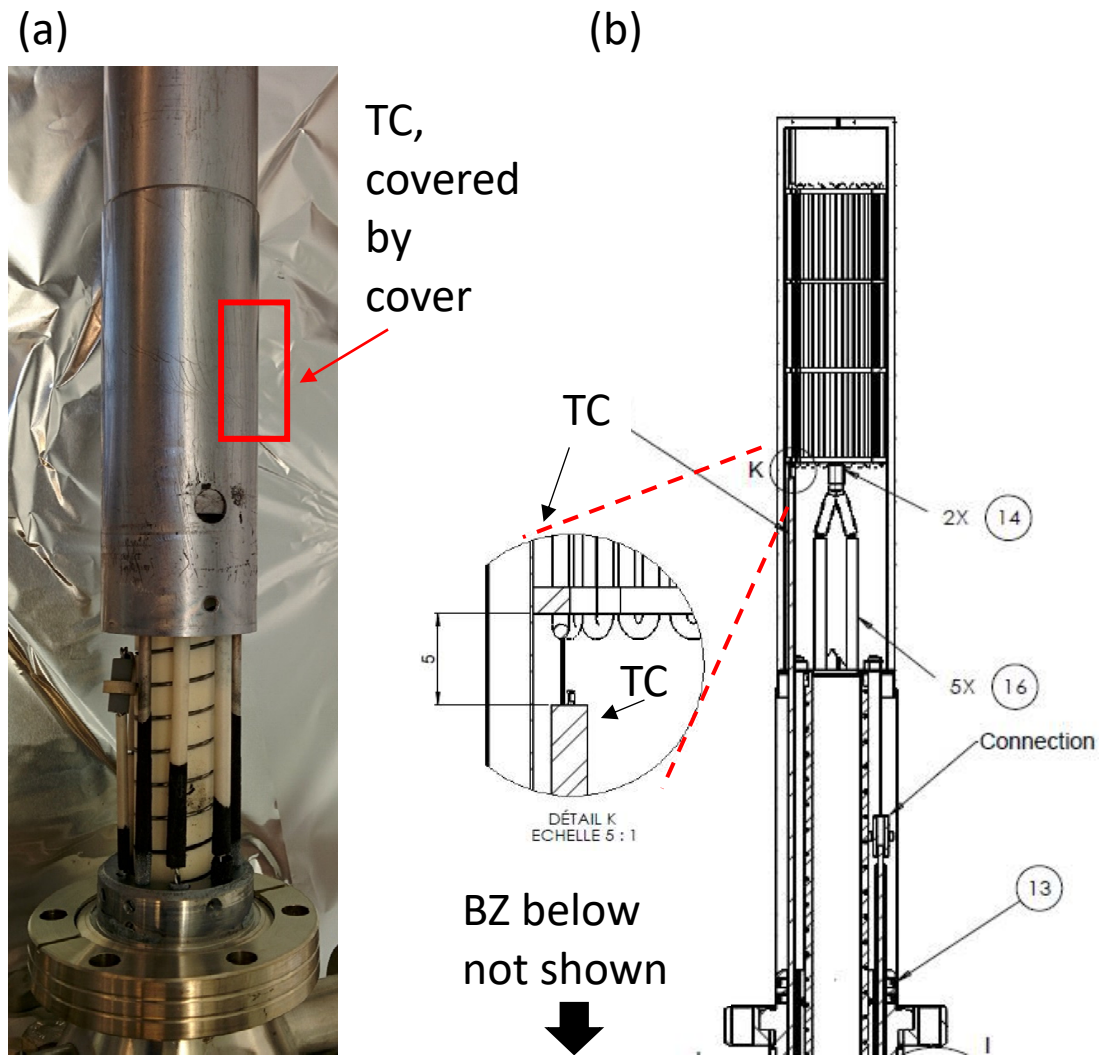 (a)
(b)
TC,
covered
by
cover
TC
K
2X 14
TC
5
5X 16
Connection
DÉTAIL K
ECHELLE 5 : 1
13
BZ below
not shown